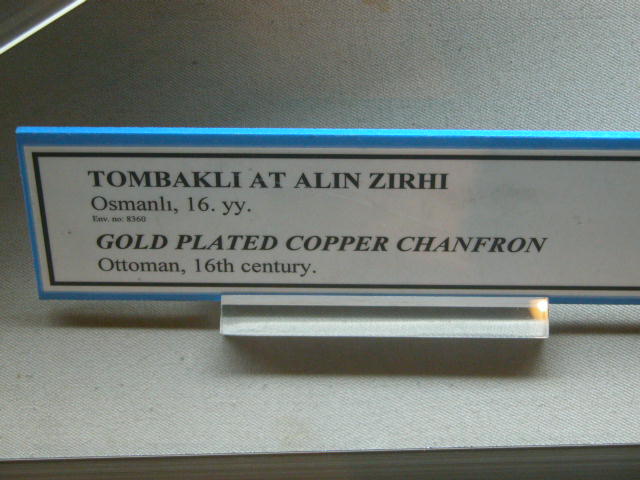 TOMBAKLI AT ALIN ZIRHI
Osmanlı, 16. yy.
Env. no: 8360
GOLD PLATED COPPER CHANFRON
Ottoman, 16th century.